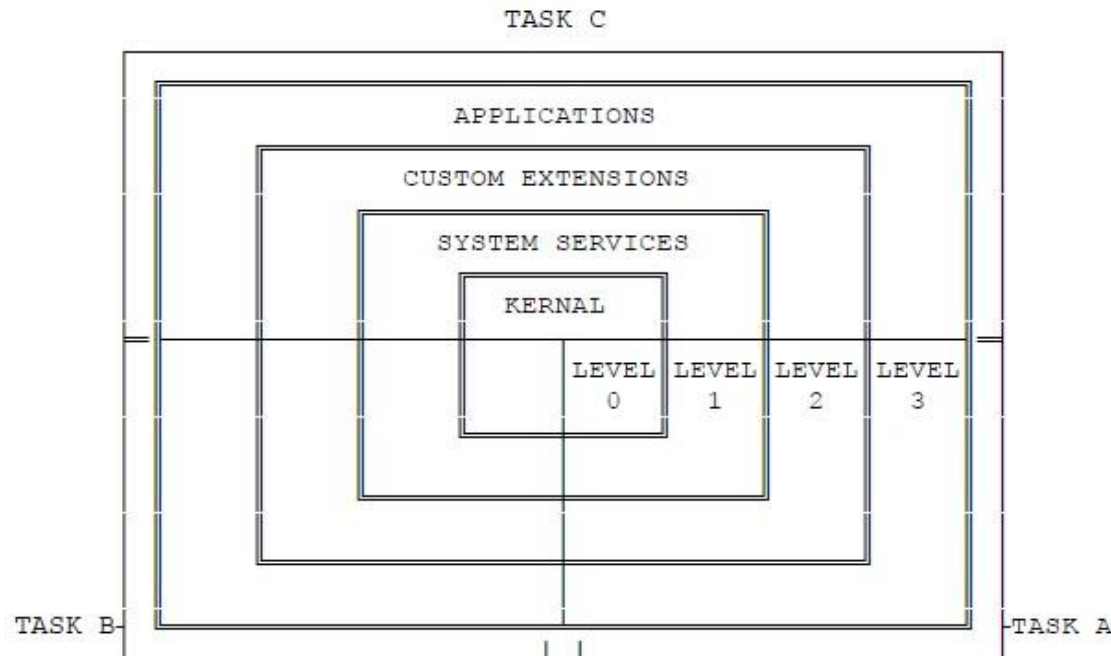 TASK C
APPLICATIONS
CUSTOM EXTENSIONS
SYSTEM SERVICES
KERNAL
LEVEL LEVEL LEVEL LEVEL
0 1 2 3
TASK B
TASK A